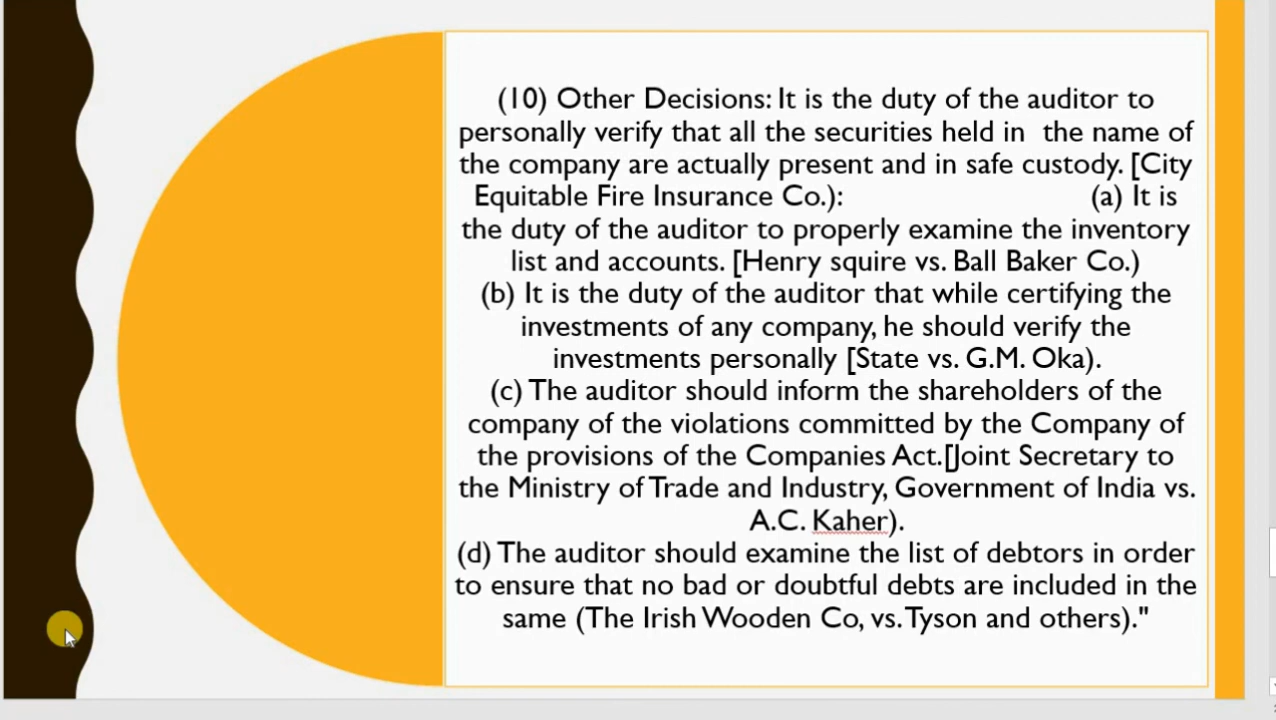 (10) Other Decisions: It is the duty of the auditor to
personally verify that all the securities held in the name of
the company are actually present and in safe custody. [City
Equitable Fire Insurance Co.): (a) It is
the duty of the auditor to properly examine the inventory
list and accounts. [Henry squire vs. Ball Baker Co.)
(b) It is the duty of the auditor that while certifying the
investments of any company, he should verify the
investments personally [State vs. G.M. Oka).
(c) The auditor should inform the shareholders of the
company of the violations committed by the Company of
the provisions of the Companies Act.[Joint Secretary to
the Ministry of Trade and Industry, Government of India vs.
A.C. Kaher).
(d) The auditor should examine the list of debtors in order
to ensure that no bad or doubtful debts are included in the
same (The Irish Wooden Co, vs. Tyson and others)."